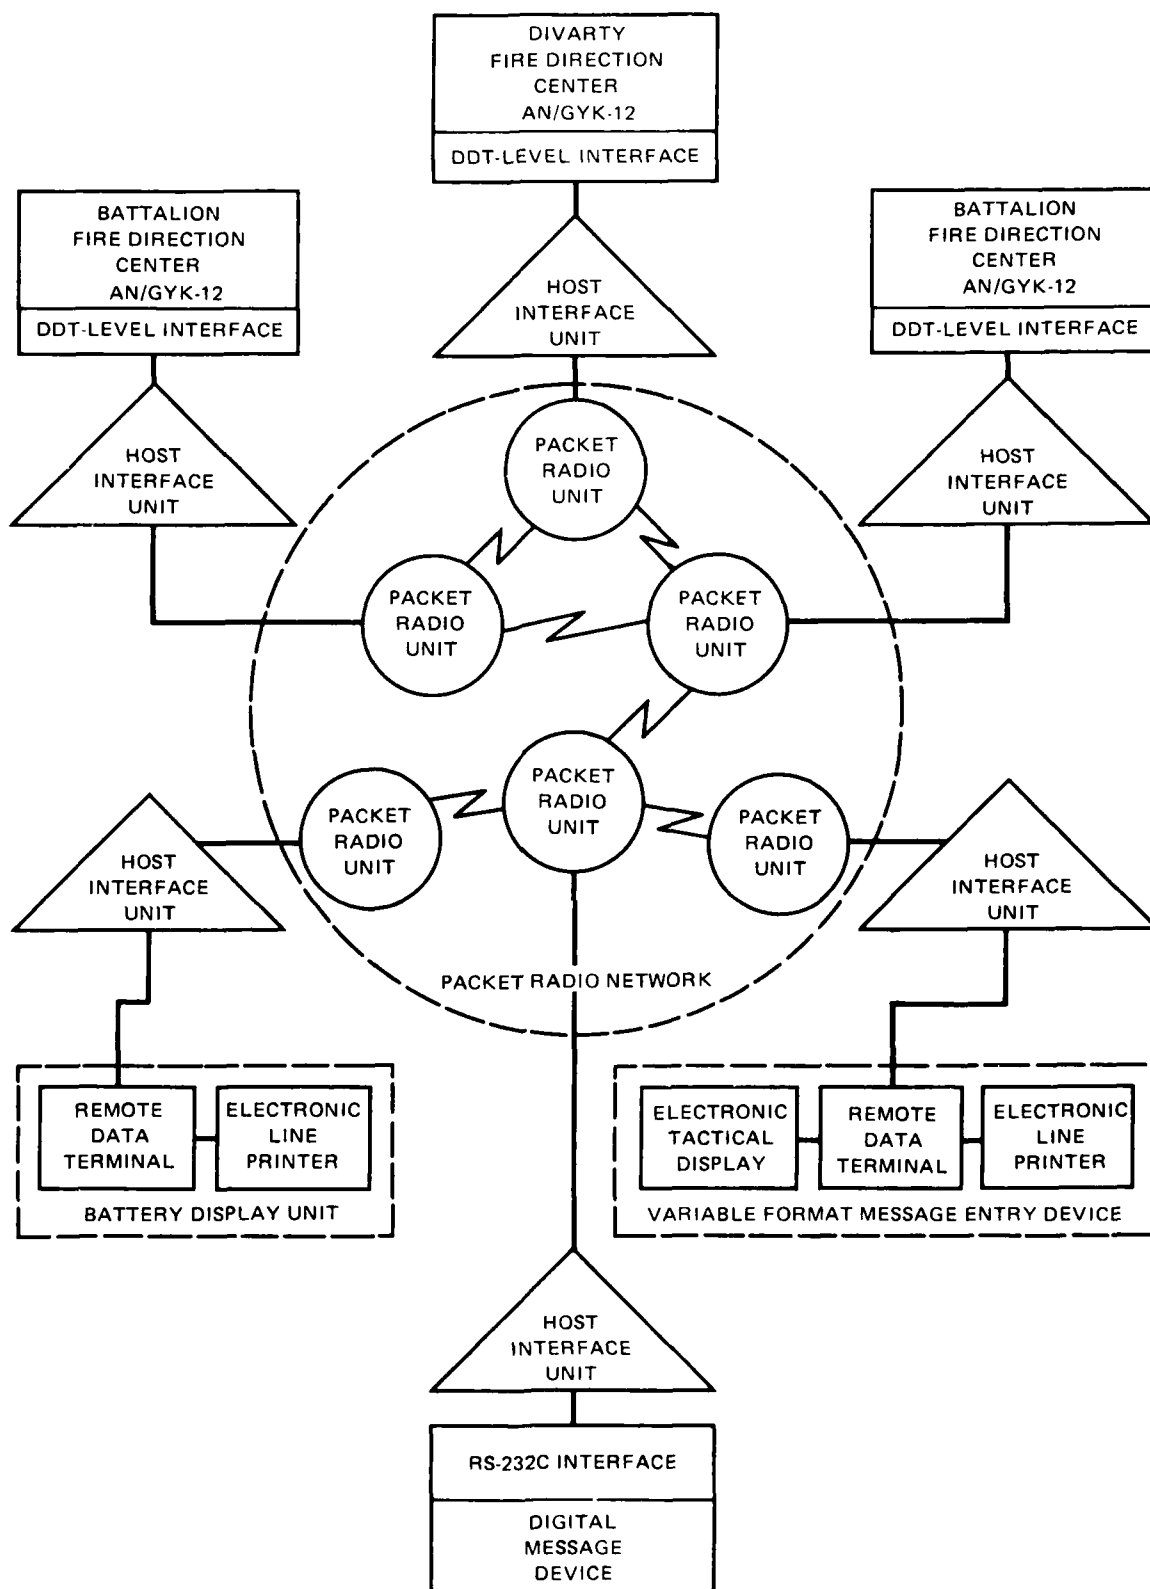 DIVARTY
FIRE DIRECTION
CENTER
AN/GYK-12
DDT-LEVEL INTERFACE
BATTALION
FIRE DIRECTION
CENTER
AN/GYK-12
DDT-LEVEL INTERFACE
BATTALION
FIRE DIRECTION
CENTER
AN/GYK-12
DDT-LEVEL INTERFACE
HOST
INTERFACE
UNIT
HOST
INTERFACE
UNIT
HOST
INTERFACE
UNIT
PACKET
RADIO
UNIT
PACKET
RADIO
UNIT
PACKET
RADIO
UNIT
PACKET
RADIO
UNIT
PACKET
RADIO
UNIT
PACKET
RADIO
UNIT
HOST
INTERFACE
UNIT
HOST
INTERFACE
UNIT
PACKET RADIO NETWORK
REMOTE
DATA
TERMINAL
ELECTRONIC
LINE
PRINTER
BATTERY DISPLAY UNIT
ELECTRONIC
TACTICAL
DISPLAY
REMOTE
DATA
TERMINAL
ELECTRONIC
LINE
PRINTER
VARIABLE FORMAT MESSAGE ENTRY DEVICE
HOST
INTERFACE
UNIT
RS-232C INTERFACE
DIGITAL
MESSAGE
DEVICE